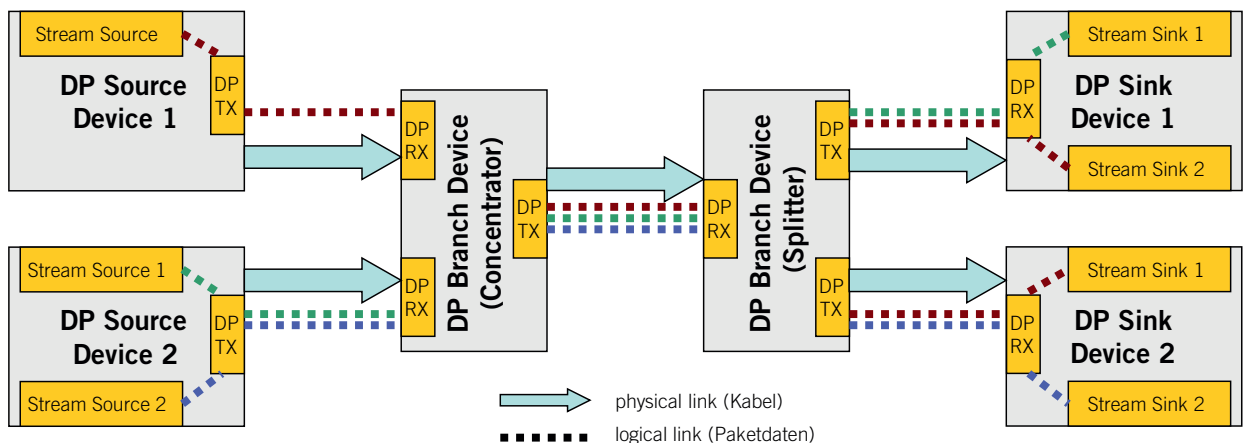 Stream Source
DP Source
Device 1
DP
TX
Stream Source 1
DP Source
Device 2
DP
TX
Stream Source 2
DP
RX
DP
RX
DP Branch Device
(Concentrator)
DP
TX
DP
RX
DP Branch Device
(Splitter)
DP
TX
DP
TX
Stream Sink 1
DP
RX
DP Sink
Device 1
Stream Sink 2
Stream Sink 1
DP
RX
DP Sink
Device 2
Stream Sink 2
physical link (Kabel)
logical link (Paketdaten)